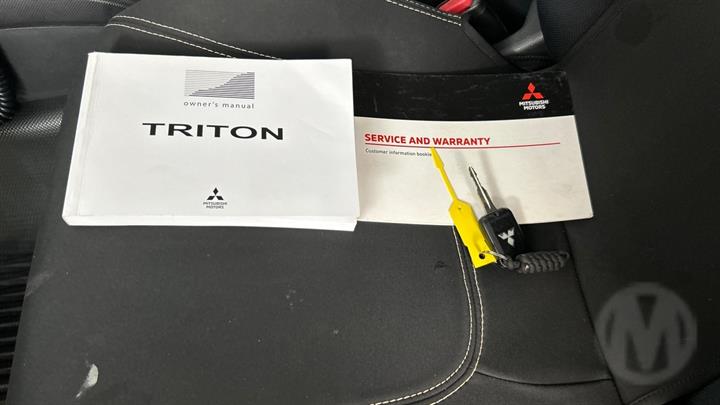 owner's manual
TRITON
MITSUBISHI
MOTORS
MITSUBISHI
MOTORS
SERVICE AND WARRANTY
Customer information booklet
M